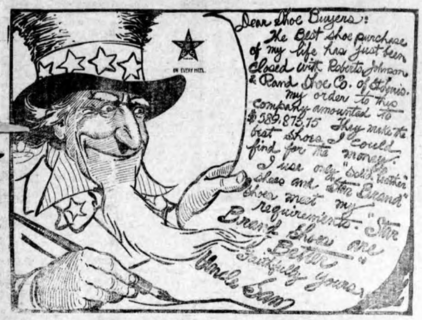 IN EVERY HEEL
Dear Shoe Buyers:
The Best shoe purchase
of my life has just been
closed with Roberts Johnson
& Rand Shoe Co. of St Louis.
my order to this
company amounted to
$589,873.75 They make the
best shoes I could
find for the money.
I use only "Solid leather"
shoes and "Star Brand"
shoes meet my
requirements. "Star
Brand Shoes are
Better"
Faithfully yours,
Uncle Sam